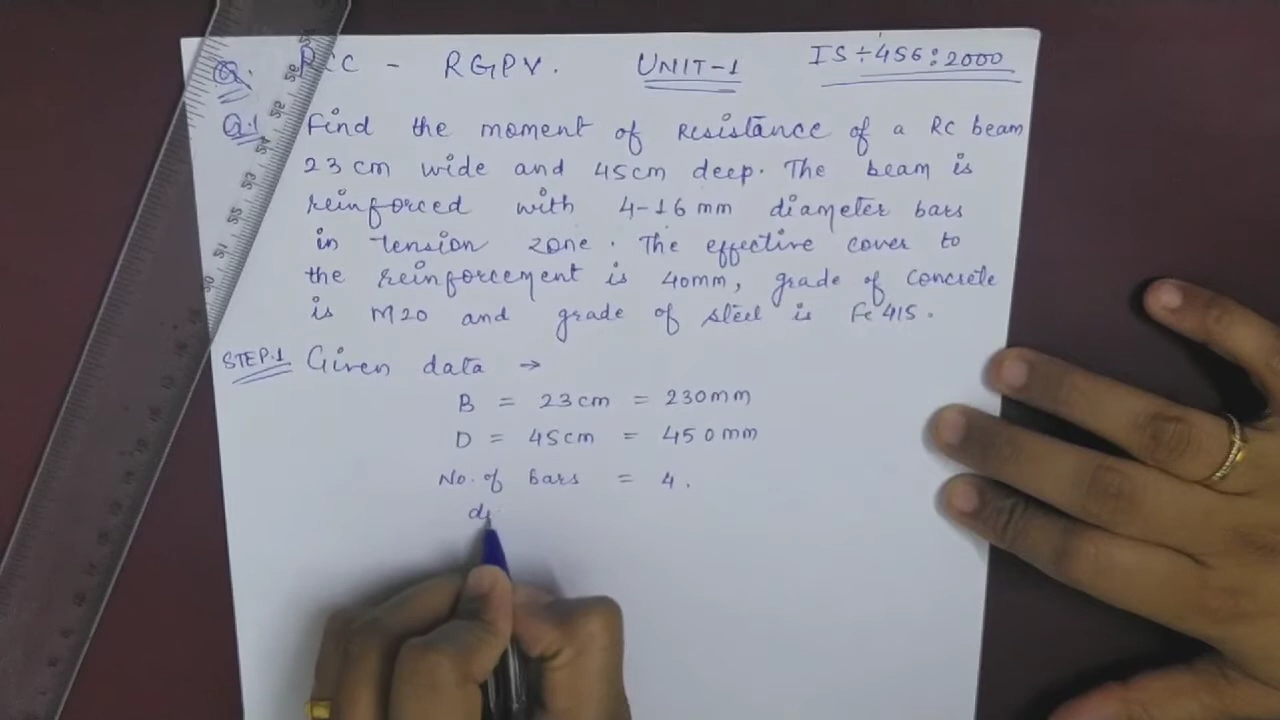 Q. RCC - RGPV. UNIT-1 IS÷456:2000
Q.1 Find the moment of resistance of a RC beam
23 cm wide and 45cm deep. The beam is
reinforced with 4-16 mm diameter bars
in tension zone. The effective cover to
the reinforcement is 40mm, grade of concrete
is M20 and grade of steel is Fe 415.
STEP.1 Given data →
B = 23cm = 230mm
D = 45cm = 450mm
No. of bars = 4.